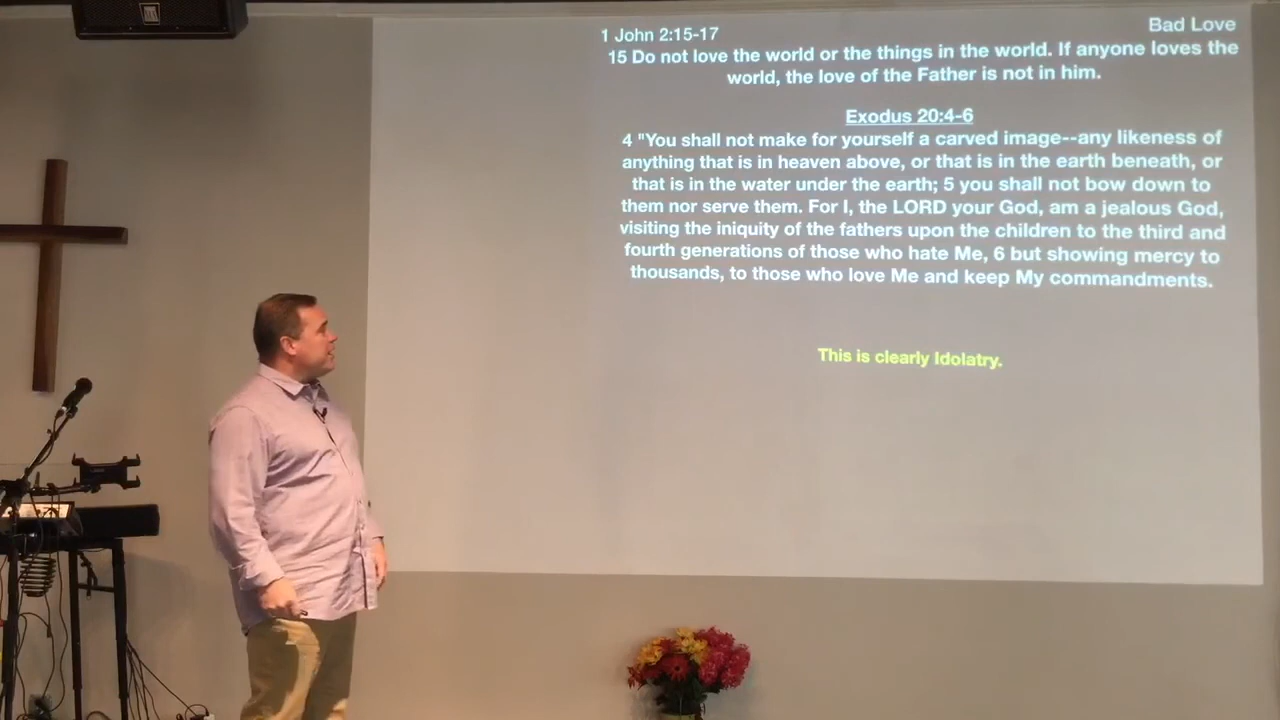 1 John 2:15-17
Bad Love
15 Do not love the world or the things in the world. If anyone loves the
world, the love of the Father is not in him.
Exodus 20:4-6
4 "You shall not make for yourself a carved image--any likeness of
anything that is in heaven above, or that is in the earth beneath, or
that is in the water under the earth; 5 you shall not bow down to
them nor serve them. For I, the LORD your God, am a jealous God,
visiting the iniquity of the fathers upon the children to the third and
fourth generations of those who hate Me, 6 but showing mercy to
thousands, to those who love Me and keep My commandments.
This is clearly Idolatry.